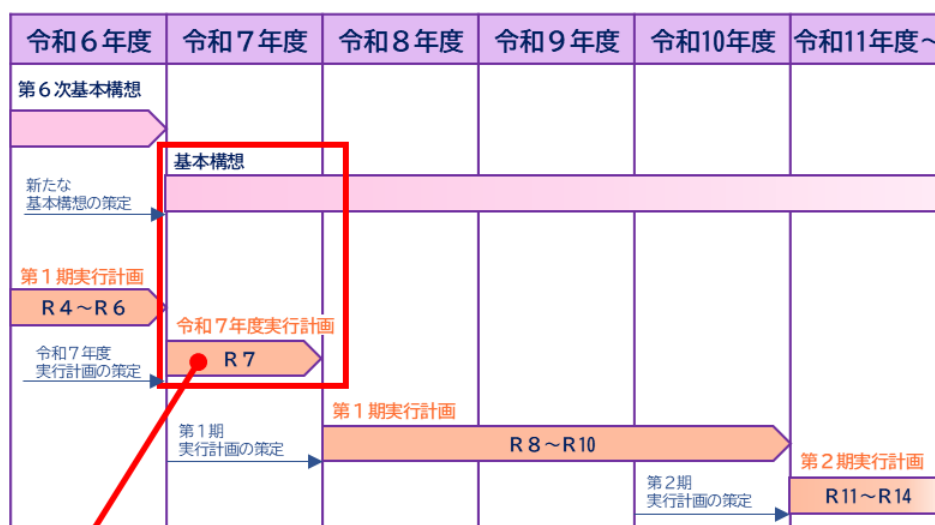 令和６年度
令和７年度
令和８年度
令和９年度
令和10年度
令和11年度～
第６次基本構想
基本構想
新たな
基本構想の策定
第１期実行計画
R４～R６
令和７年度実行計画
R７
令和７年度
実行計画の策定
第１期実行計画
R８～R10
第１期
実行計画の策定
第２期実行計画
R11～R14
第２期
実行計画の策定